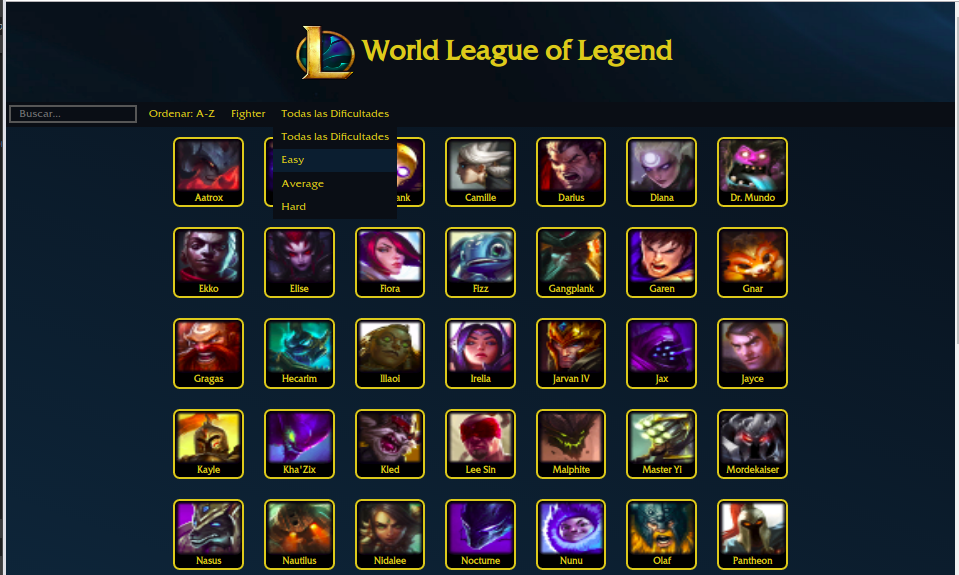 World League of Legend
Buscar...
Ordenar: A-Z
Fighter
Todas las Dificultades
Todas las Dificultades
Easy
Average
Hard
Aatrox
ank
Camille
Darius
Diana
Dr. Mundo
Ekko
Elise
Fiora
Fizz
Gangplank
Garen
Gnar
Gragas
Hecarim
Illaoi
Irelia
Jarvan IV
Jax
Jayce
Kayle
Kha'Zix
Kled
Lee Sin
Malphite
Master Yi
Mordekaiser
Nasus
Nautilus
Nidalee
Nocturne
Nunu
Olaf
Pantheon